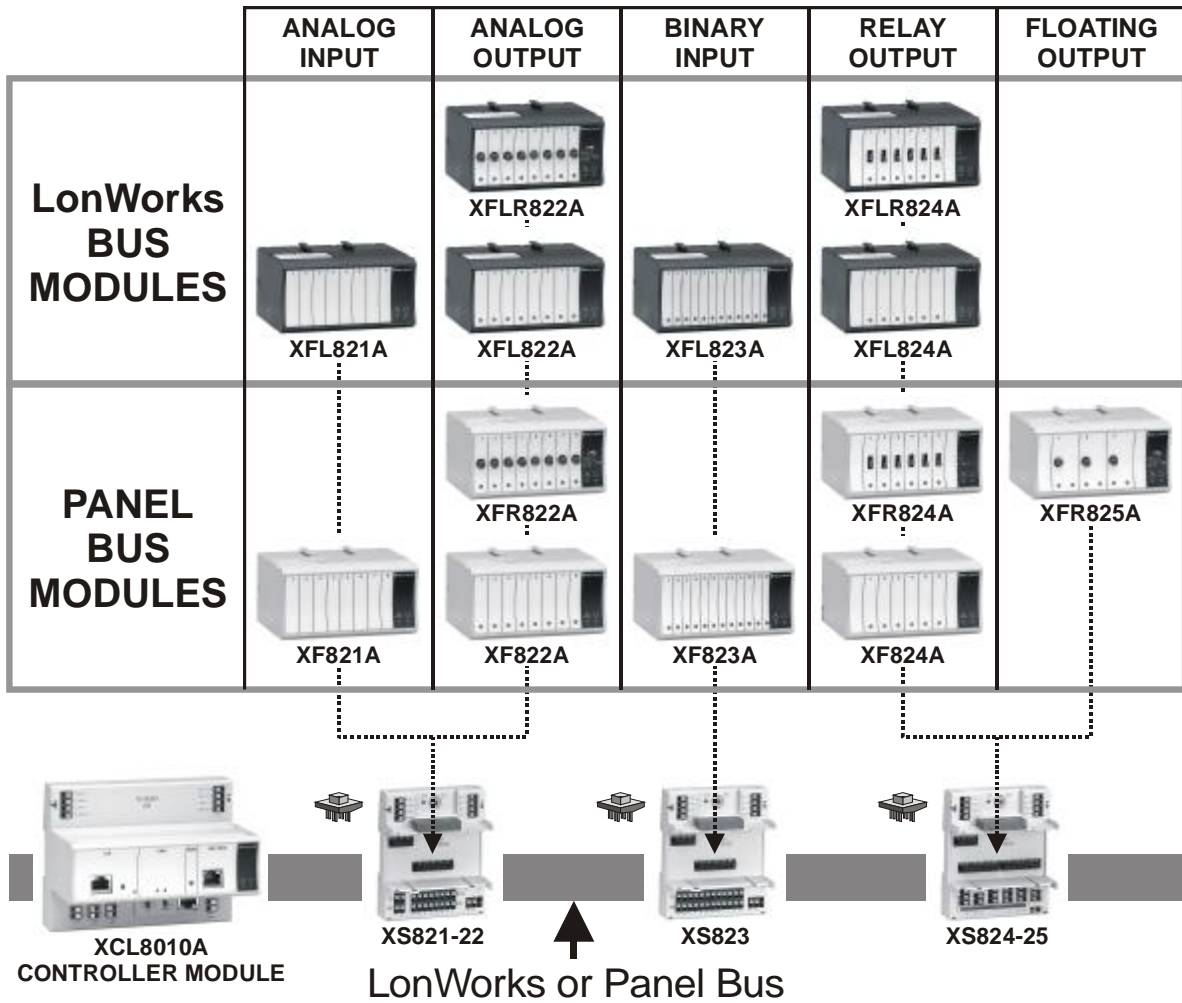 ANALOG INPUT
ANALOG OUTPUT
BINARY INPUT
RELAY OUTPUT
FLOATING OUTPUT
LonWorks
BUS
MODULES
XFLR822A
XFLR824A
XFL821A
XFL822A
XFL823A
XFL824A
PANEL
BUS
MODULES
XFR822A
XFR824A
XFR825A
XF821A
XF822A
XF823A
XF824A
XCL8010A
CONTROLLER MODULE
XS821-22
XS823
XS824-25
LonWorks or Panel Bus